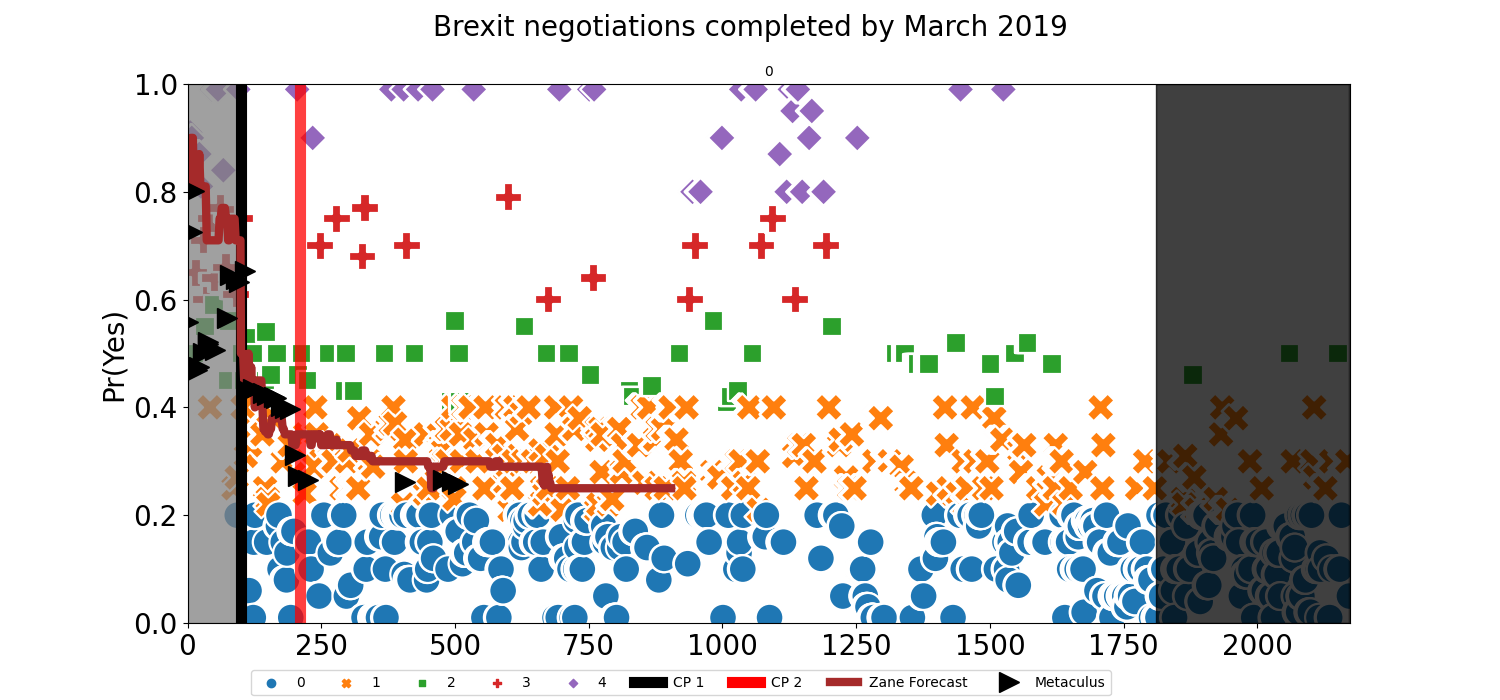 Brexit negotiations completed by March 2019
0
1.0
0.8
0.6
0.4
0.2
0.0
Pr(Yes)
0 250 500 750 1000 1250 1500 1750 2000
0 1 2 3 4 CP 1 CP 2 Zane Forecast Metaculus